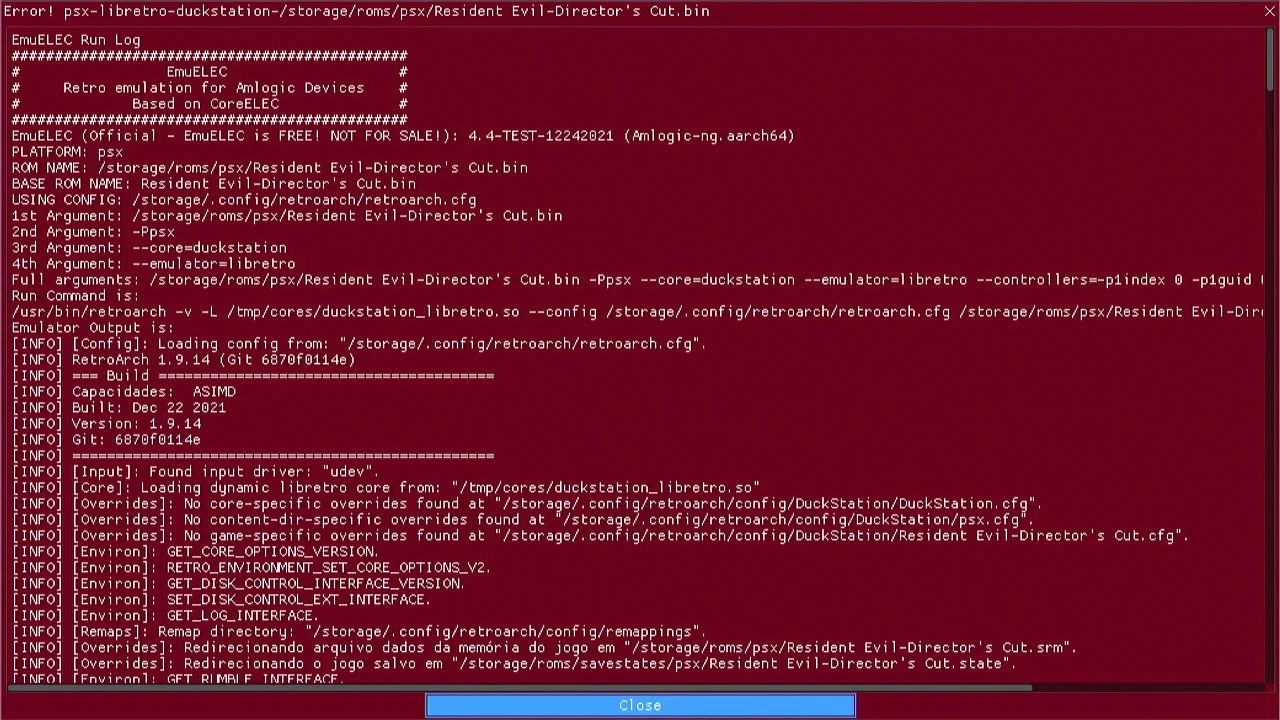 Error! psx-libretro-duckstation-/storage/roms/psx/Resident Evil-Director's Cut.bin
EmuELEC Run Log
##############################################
#                 EmuELEC                    #
#     Retro emulation for Amlogic Devices    #
#             Based on CoreELEC              #
##############################################
EmuELEC (Official - EmuELEC is FREE! NOT FOR SALE!): 4.4-TEST-12242021 (Amlogic-ng.aarch64)
PLATFORM: psx
ROM NAME: /storage/roms/psx/Resident Evil-Director's Cut.bin
BASE ROM NAME: Resident Evil-Director's Cut.bin
USING CONFIG: /storage/.config/retroarch/retroarch.cfg
1st Argument: /storage/roms/psx/Resident Evil-Director's Cut.bin
2nd Argument: -Ppsx
3rd Argument: --core=duckstation
4th Argument: --emulator=libretro
Full arguments: /storage/roms/psx/Resident Evil-Director's Cut.bin -Ppsx --core=duckstation --emulator=libretro --controllers=-p1index 0 -p1guid
Run Command is:
/usr/bin/retroarch -v -L /tmp/cores/duckstation_libretro.so --config /storage/.config/retroarch/retroarch.cfg /storage/roms/psx/Resident Evil-Dire
Emulator Output is:
[INFO] [Config]: Loading config from: "/storage/.config/retroarch/retroarch.cfg".
[INFO] RetroArch 1.9.14 (Git 6870f0114e)
[INFO] === Build =======================================
[INFO] Capacidades:  ASIMD
[INFO] Built: Dec 22 2021
[INFO] Version: 1.9.14
[INFO] Git: 6870f0114e
[INFO] =================================================
[INFO] [Input]: Found input driver: "udev".
[INFO] [Core]: Loading dynamic libretro core from: "/tmp/cores/duckstation_libretro.so"
[INFO] [Overrides]: No core-specific overrides found at "/storage/.config/retroarch/config/DuckStation/DuckStation.cfg".
[INFO] [Overrides]: No content-dir-specific overrides found at "/storage/.config/retroarch/config/DuckStation/psx.cfg".
[INFO] [Overrides]: No game-specific overrides found at "/storage/.config/retroarch/config/DuckStation/Resident Evil-Director's Cut.cfg".
[INFO] [Environ]: GET_CORE_OPTIONS_VERSION.
[INFO] [Environ]: RETRO_ENVIRONMENT_SET_CORE_OPTIONS_V2.
[INFO] [Environ]: GET_DISK_CONTROL_INTERFACE_VERSION.
[INFO] [Environ]: SET_DISK_CONTROL_EXT_INTERFACE.
[INFO] [Environ]: GET_LOG_INTERFACE.
[INFO] [Remaps]: Remap directory: "/storage/.config/retroarch/config/remappings".
[INFO] [Overrides]: Redirecionando arquivo dados da memória do jogo em "/storage/roms/psx/Resident Evil-Director's Cut.srm".
[INFO] [Overrides]: Redirecionando o jogo salvo em "/storage/roms/savestates/psx/Resident Evil-Director's Cut.state".
[INFO] [Environ]: GET_RUMBLE_INTERFACE.
Close